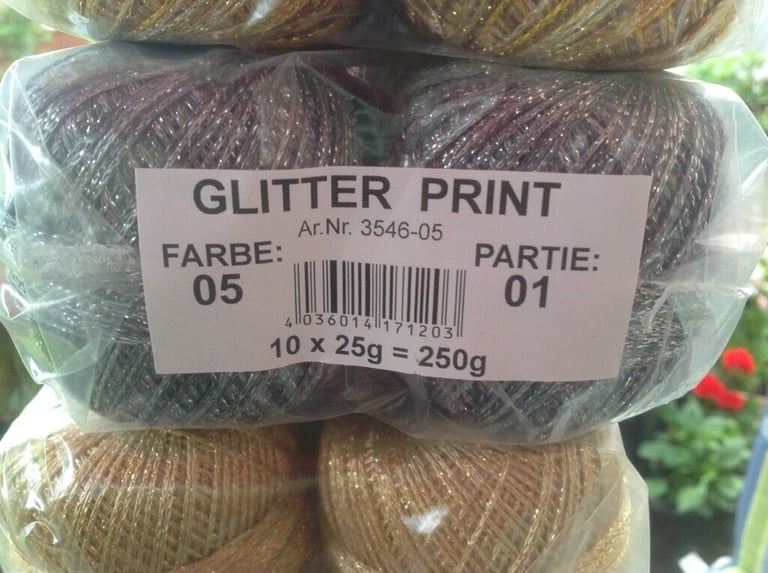 GLITTER PRINT
Ar.Nr. 3546-05
FARBE: PARTIE:
05 01
4 036014 171203
10 x 25g = 250g